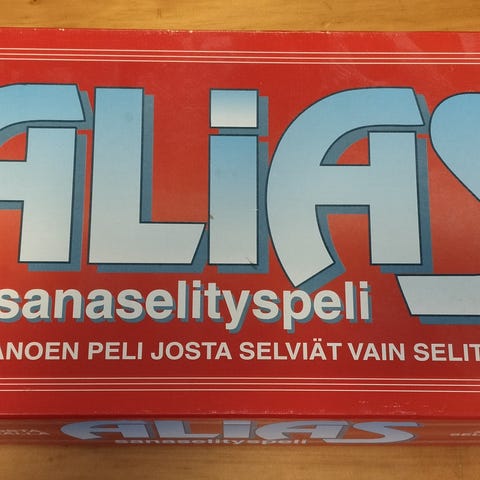 ALiAS
sanaselityspeli
ANOEN PELI JOSTA SELVIÄT VAIN SELIT
ALiAS
sanaselityspeli